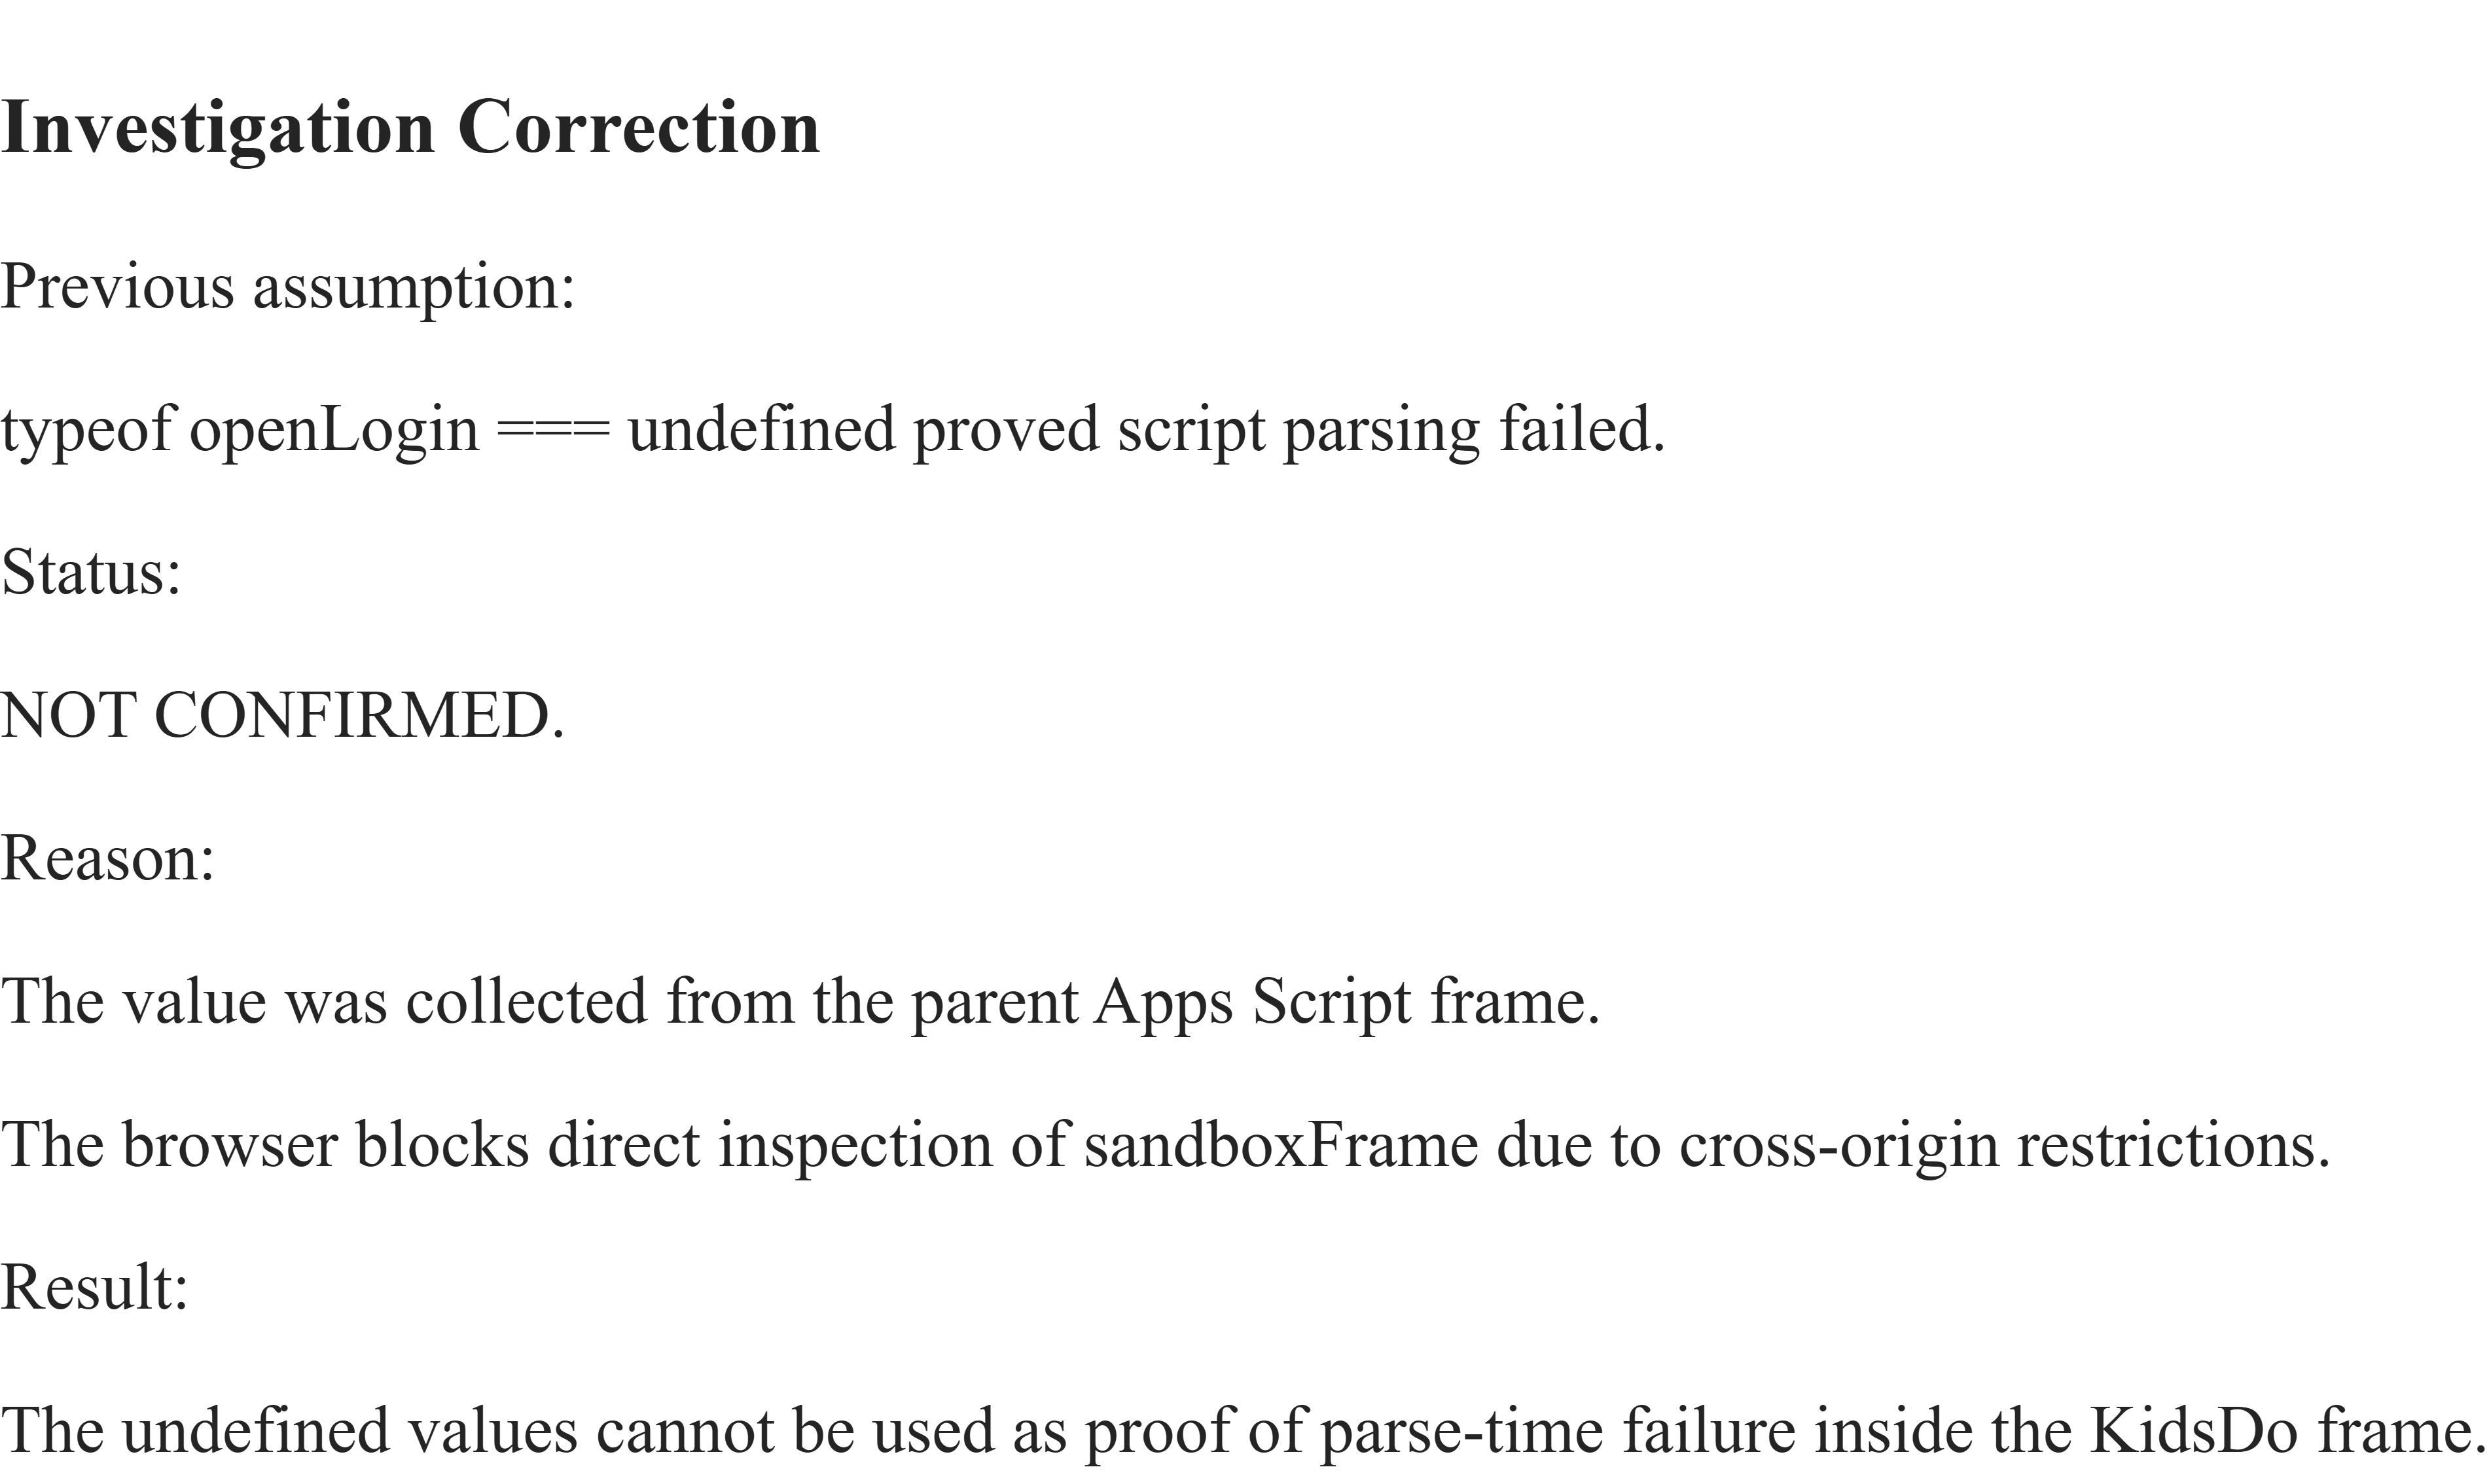 Investigation Correction
Previous assumption:
typeof openLogin === undefined proved script parsing failed.
Status:
NOT CONFIRMED.
Reason:
The value was collected from the parent Apps Script frame.
The browser blocks direct inspection of sandboxFrame due to cross-origin restrictions.
Result:
The undefined values cannot be used as proof of parse-time failure inside the KidsDo frame.